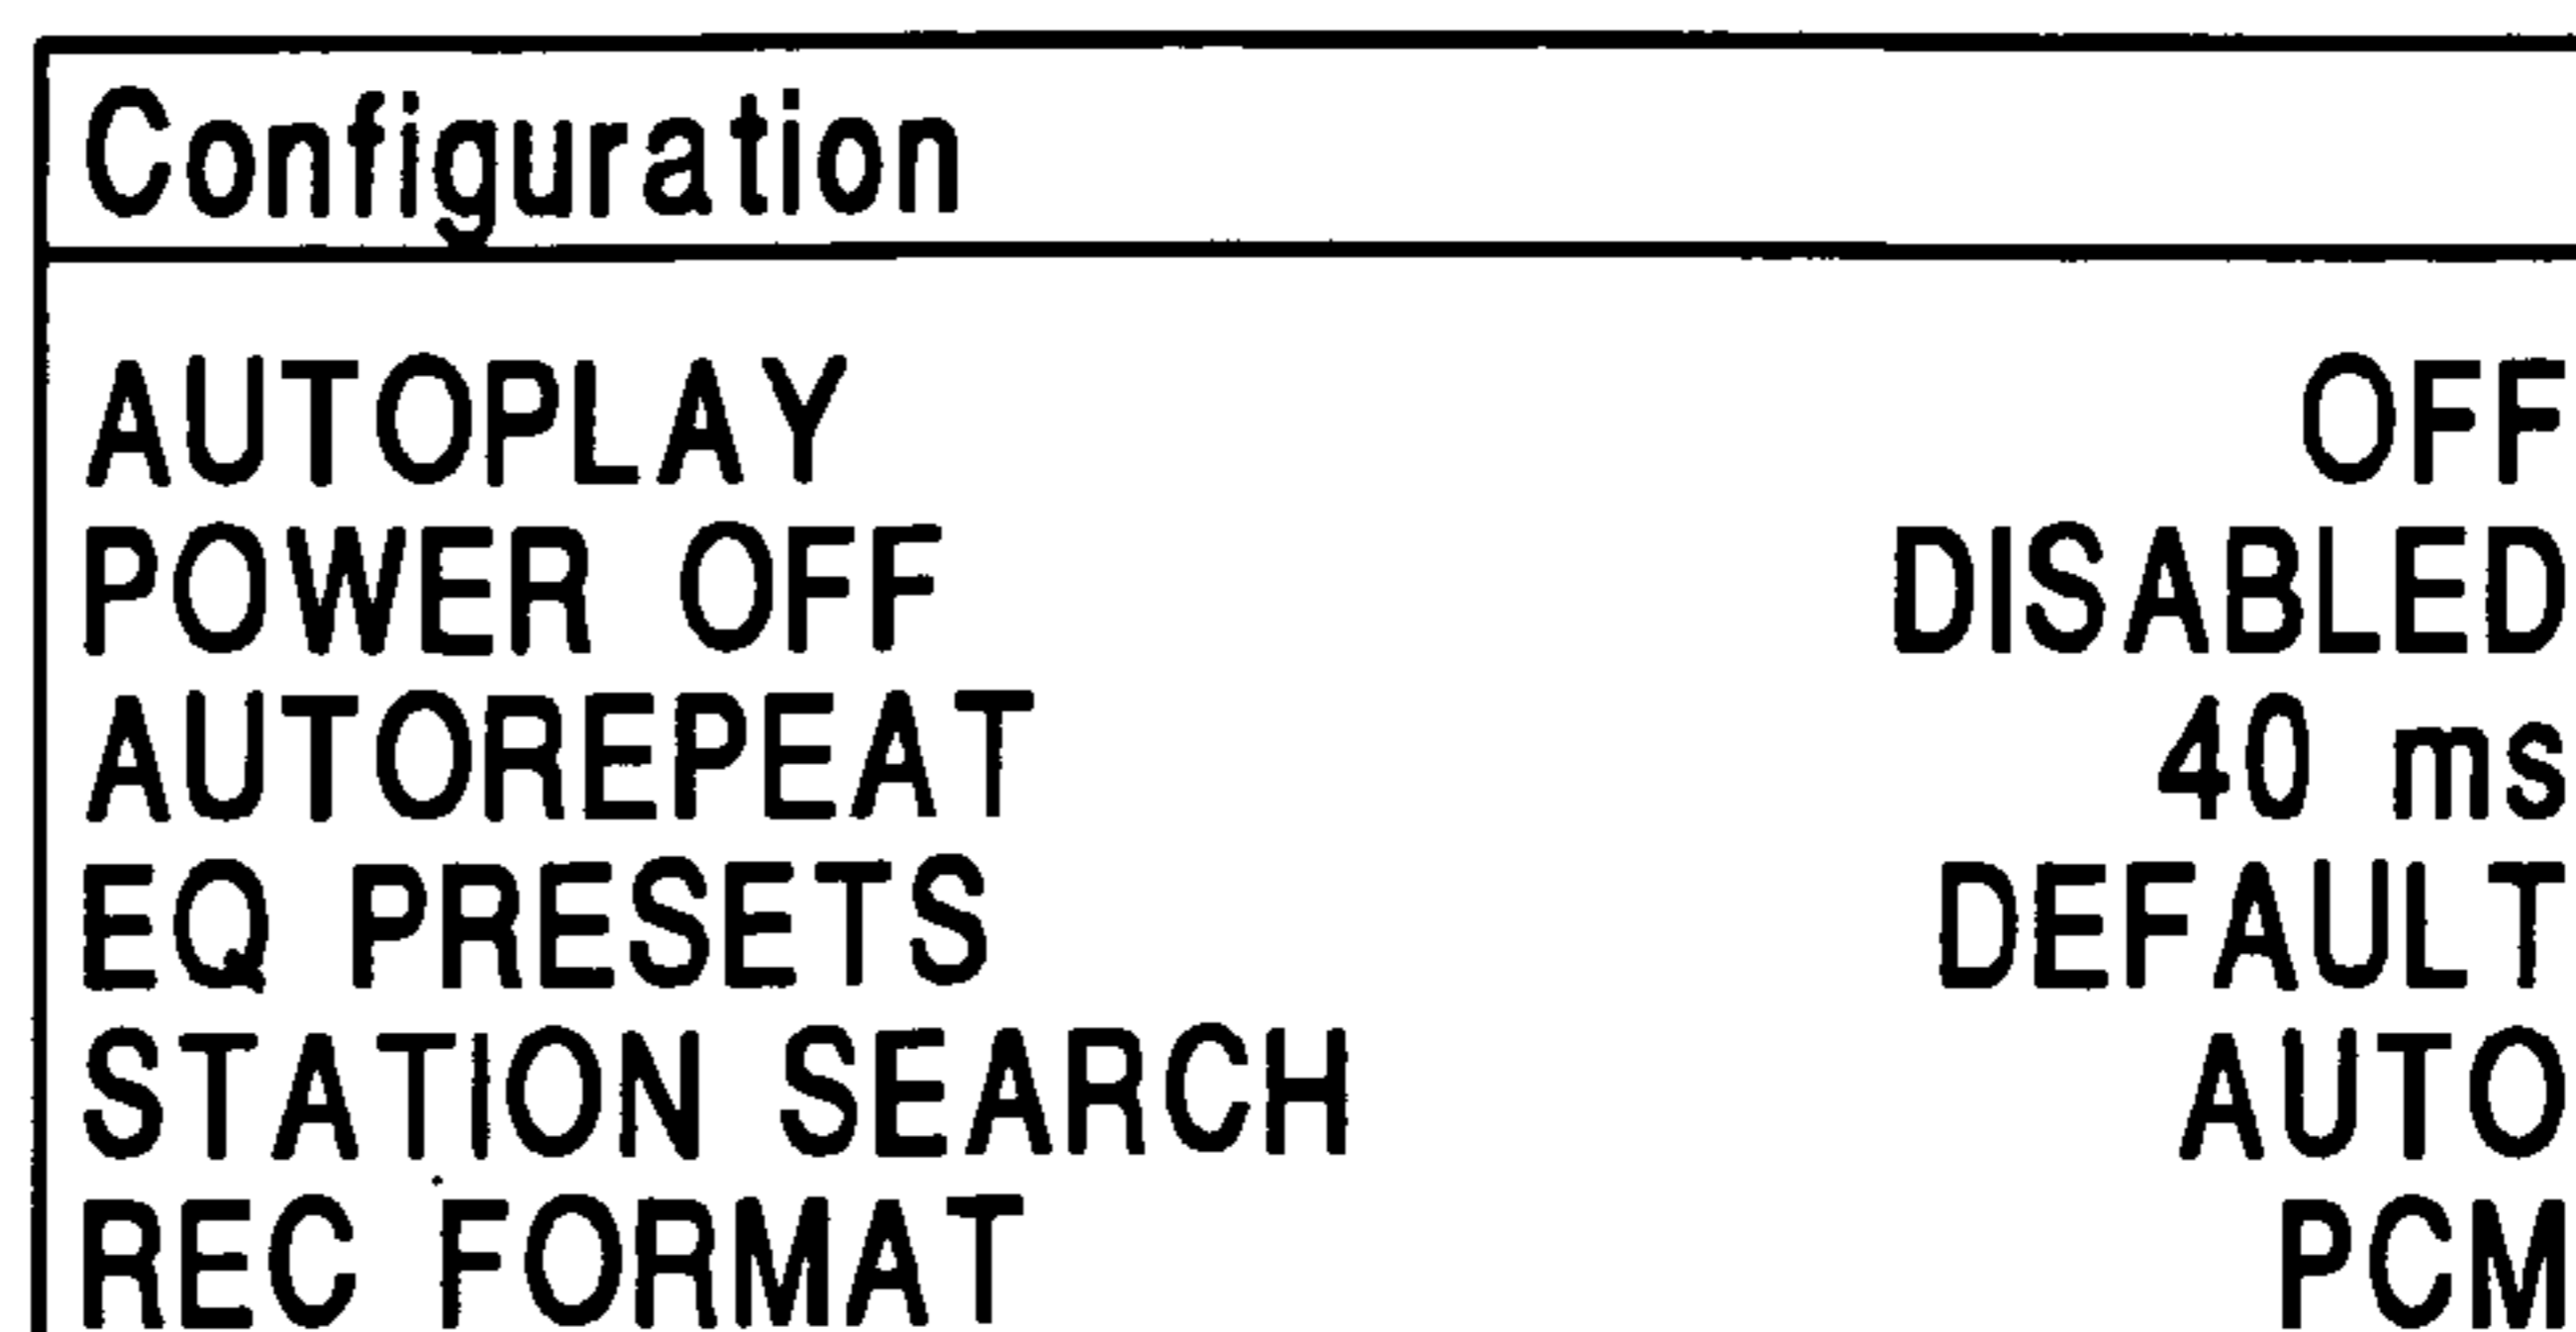 Configuration
AUTOPLAY OFF
POWER OFF DISABLED
AUTOREPEAT 40 ms
EQ PRESETS DEFAULT
STATION SEARCH AUTO
REC FORMAT PCM